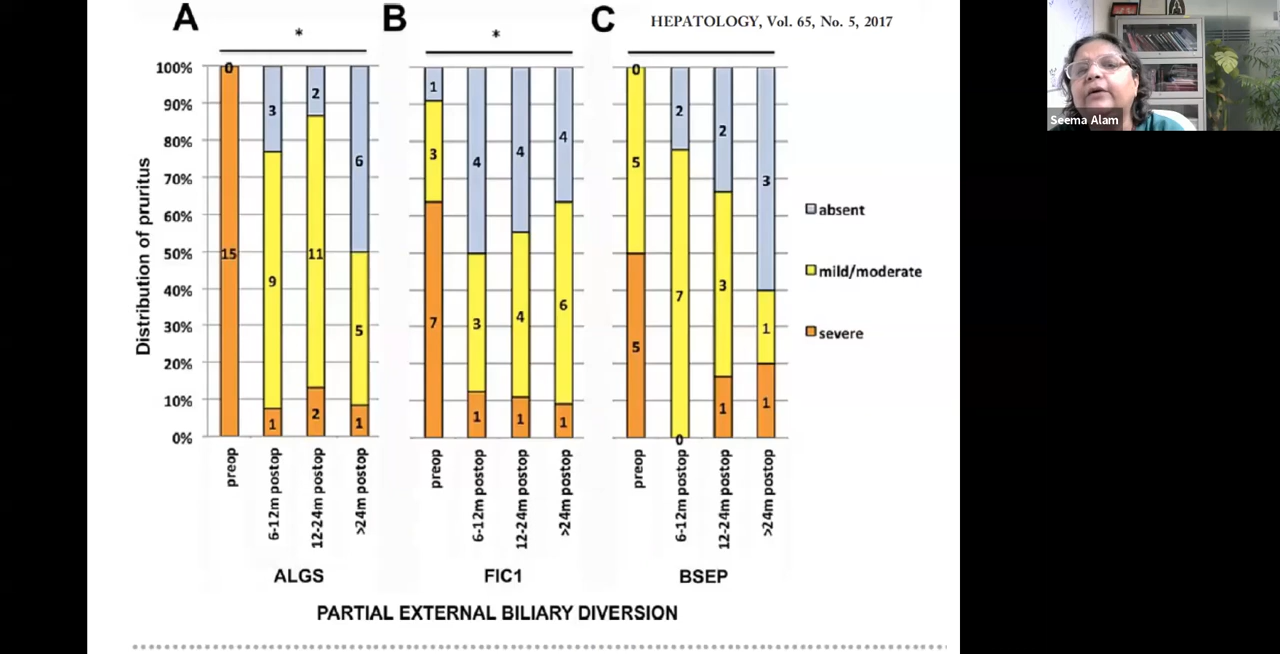 A
B
C
HEPATOLOGY, Vol. 65, No. 5, 2017
*
*
Distribution of pruritus
100%
90%
80%
70%
60%
50%
40%
30%
20%
10%
0%
0
15
3
9
1
2
11
2
6
5
1
1
3
7
4
3
1
4
4
1
4
6
1
0
5
5
2
7
0
2
3
1
3
1
1
absent
mild/moderate
severe
preop
6-12m postop
12-24m postop
>24m postop
preop
6-12m postop
12-24m postop
>24m postop
preop
6-12m postop
12-24m postop
>24m postop
ALGS
FIC1
BSEP
PARTIAL EXTERNAL BILIARY DIVERSION
Seema Alam